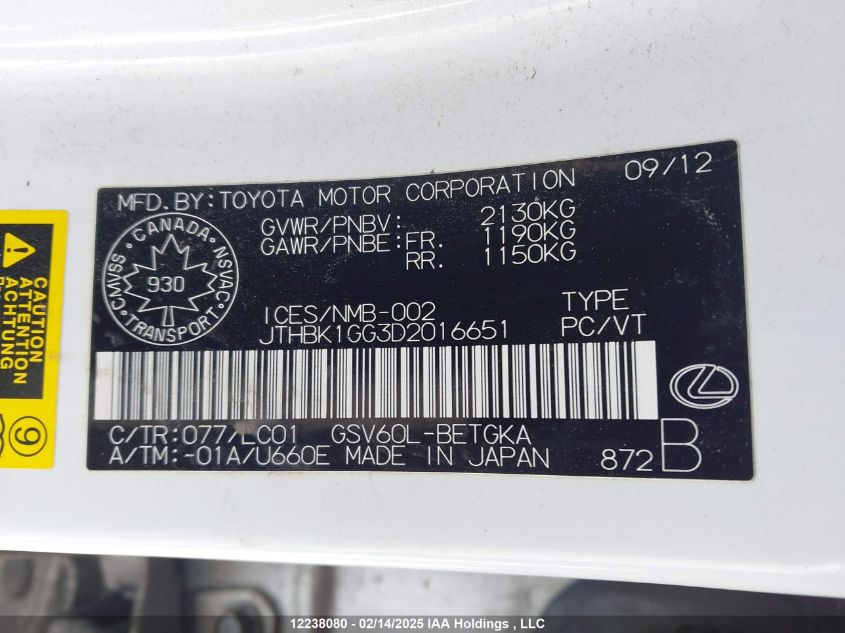 MFD.BY:TOYOTA MOTOR CORPORATION 09/12
GVWR/PNBV: 2130KG
GAWR/PNBE:FR. 1190KG
RR. 1150KG
CANADA
CMVSS NSVAC
930
TRANSPORT
ICES/NMB-002 TYPE
JTHBK1GG3D2016651 PC/VT
C/TR:077/LC01 GSV60L-BETGKA
A/TM:-01A/U660E MADE IN JAPAN 872 B
CAUTION
ATTENTION
9
12238080 - 02/14/2025 IAA Holdings , LLC